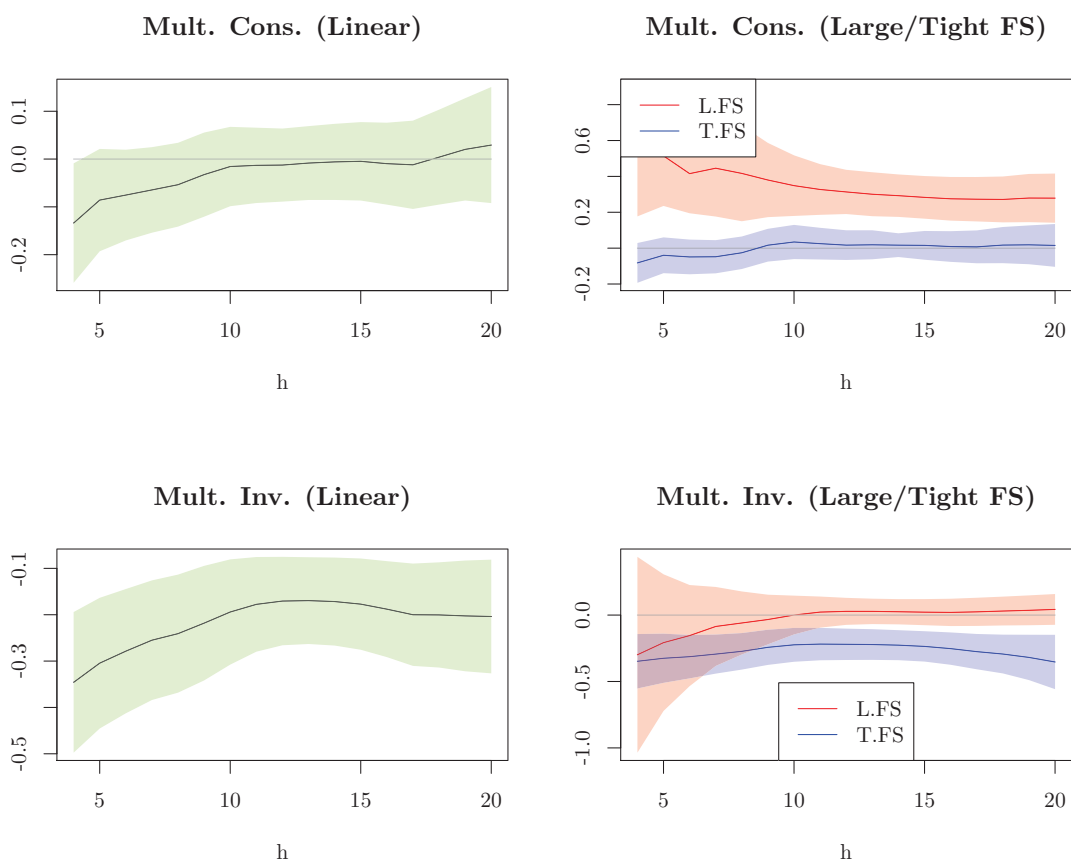 Mult. Cons. (Linear)
0.1
0.0
-0.2
5 10 15 20
h
Mult. Cons. (Large/Tight FS)
L.FS
T.FS
0.6
0.2
-0.2
5 10 15 20
h
Mult. Inv. (Linear)
-0.1
-0.3
-0.5
5 10 15 20
h
Mult. Inv. (Large/Tight FS)
0.0
-0.5
-1.0
L.FS
T.FS
5 10 15 20
h